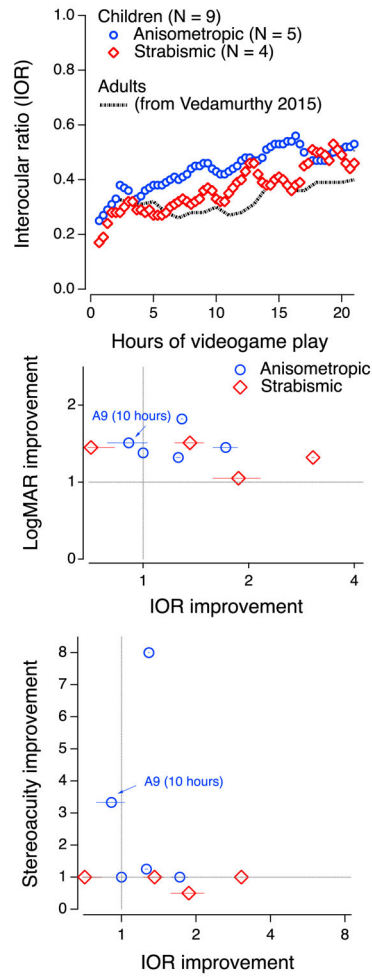 Children (N = 9)
Anisometropic (N = 5)
Strabismic (N = 4)
Adults
(from Vedamurthy 2015)
Interocular ratio (IOR)
1.0
0.8
0.6
0.4
0.2
0.0
0 5 10 15 20
Hours of videogame play
Anisometropic
Strabismic
A9 (10 hours)
LogMAR improvement
2
1
0
1 2 4
IOR improvement
Stereoacuity improvement
8
7
6
5
4
3
2
1
0
A9 (10 hours)
1 2 4 8
IOR improvement